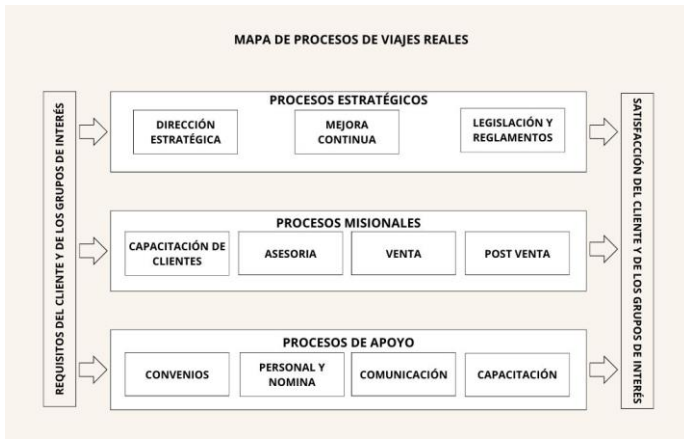 MAPA DE PROCESOS DE VIAJES REALES
REQUISITOS DEL CLIENTE Y DE LOS GRUPOS DE INTERÉS
PROCESOS ESTRATÉGICOS
DIRECCIÓN
ESTRATÉGICA
MEJORA
CONTINUA
LEGISLACIÓN Y
REGLAMENTOS
PROCESOS MISIONALES
CAPACITACIÓN DE
CLIENTES
ASESORIA
VENTA
POST VENTA
PROCESOS DE APOYO
CONVENIOS
PERSONAL Y
NOMINA
COMUNICACIÓN
CAPACITACIÓN
SATISFACCIÓN DEL CLIENTE Y DE LOS GRUPOS DE INTERÉS